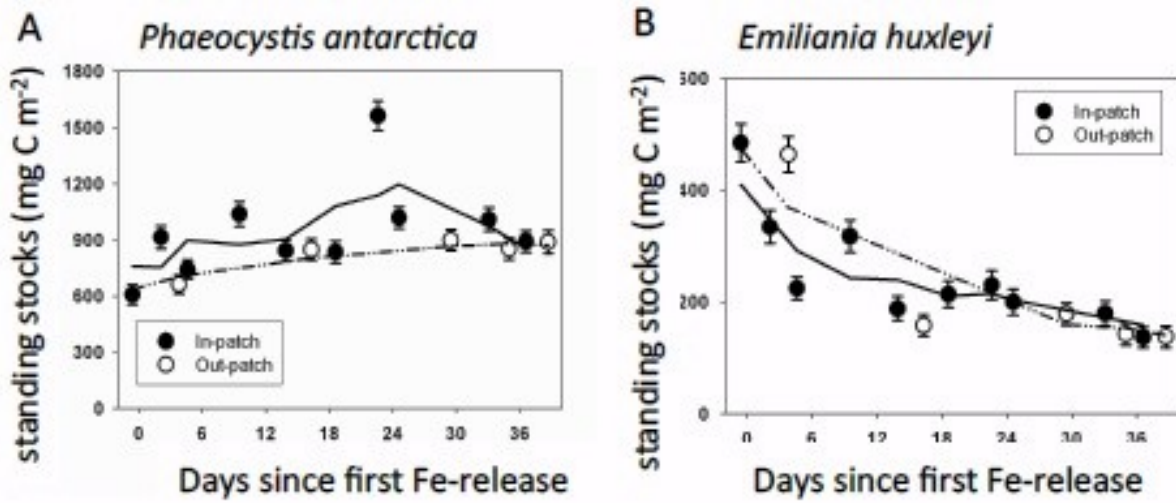 A
Phaeocystis antarctica
standing stocks (mg C m-2)
1800
1500
1200
900
600
300
0
In-patch
Out-patch
0 6 12 18 24 30 36
Days since first Fe-release
B
Emiliania huxleyi
standing stocks (mg C m-2)
600
400
200
0
In-patch
Out-patch
0 6 12 18 24 30 36
Days since first Fe-release